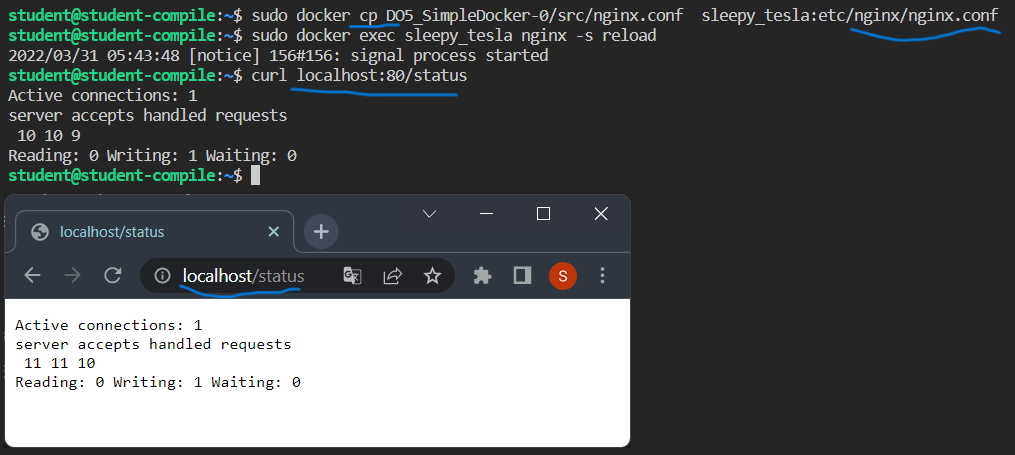 student@student-compile:~$ sudo docker cp DO5_SimpleDocker-0/src/nginx.conf  sleepy_tesla:etc/nginx/nginx.conf
student@student-compile:~$ sudo docker exec sleepy_tesla nginx -s reload
2022/03/31 05:43:48 [notice] 156#156: signal process started
student@student-compile:~$ curl localhost:80/status
Active connections: 1
server accepts handled requests
 10 10 9
Reading: 0 Writing: 1 Waiting: 0
student@student-compile:~$
localhost/status
localhost/status
S
Active connections: 1
server accepts handled requests
 11 11 10
Reading: 0 Writing: 1 Waiting: 0